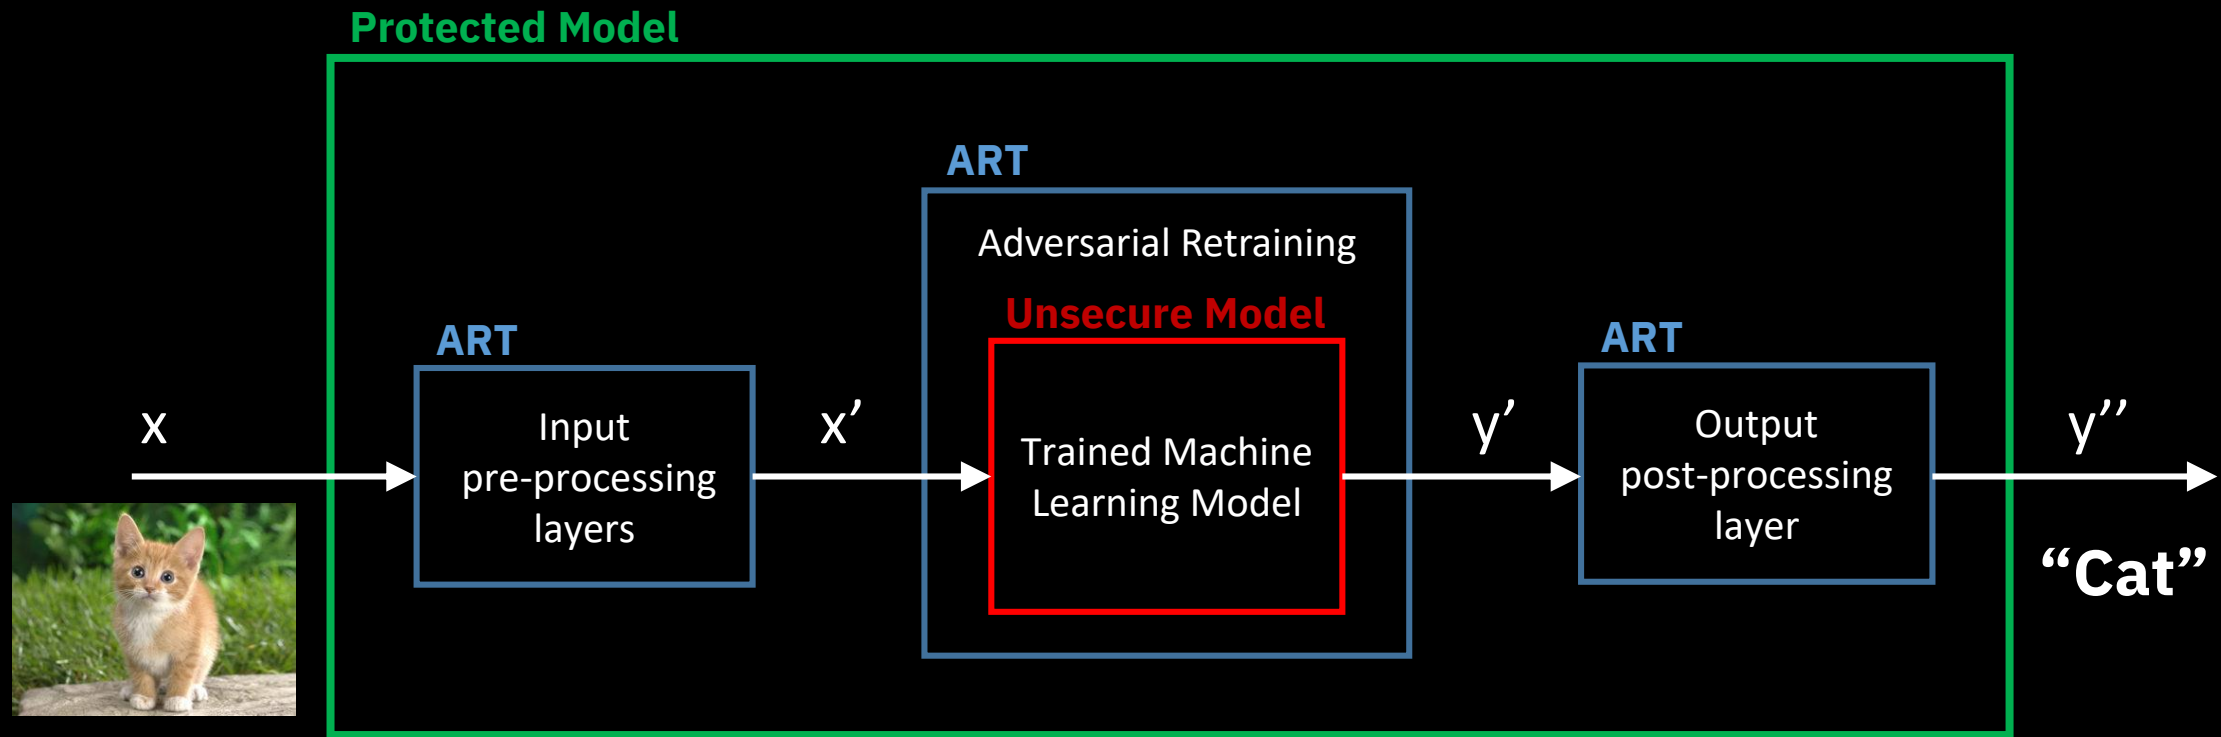 Protected Model
ART
Adversarial Retraining
Unsecure Model
ART
ART
x
Input
pre-processing
layers
x’
Trained Machine
Learning Model
y’
Output
post-processing
layer
y’’
“Cat”